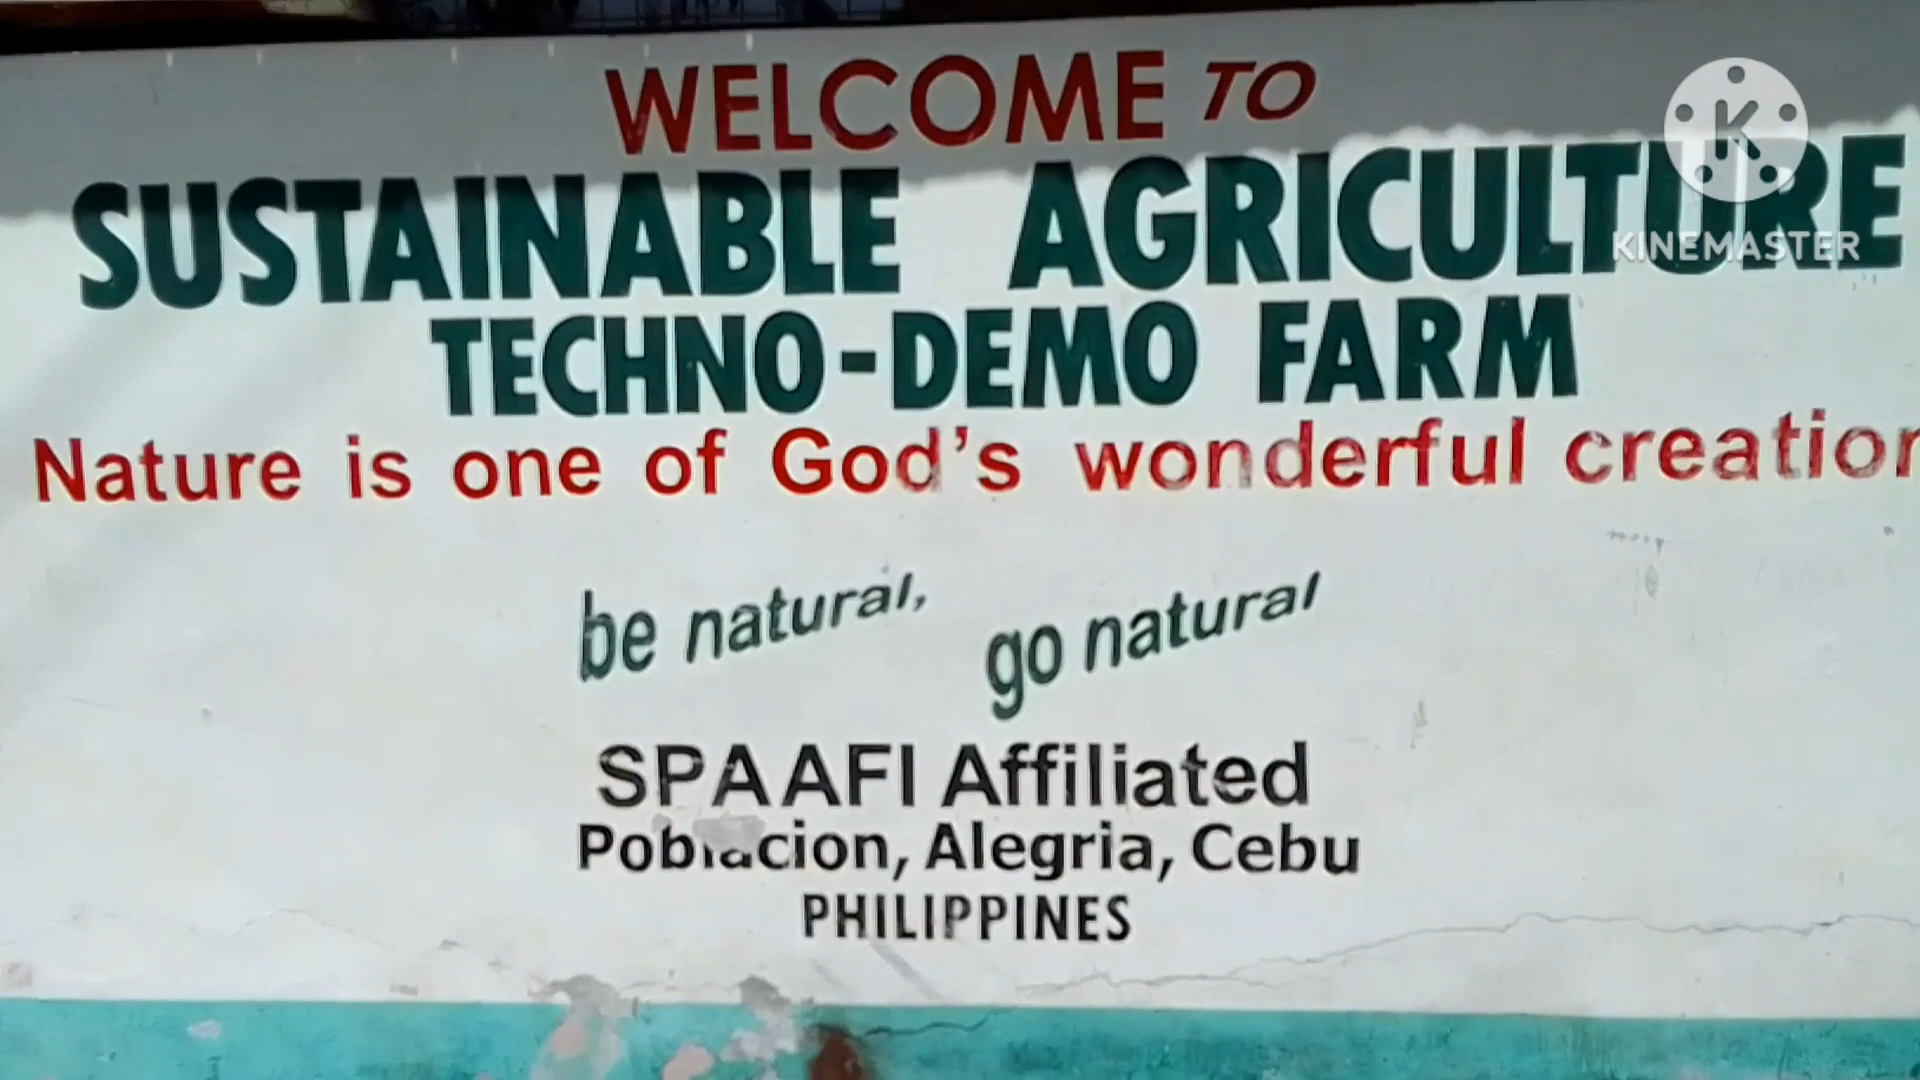 WELCOME TO
SUSTAINABLE AGRICULTURE
TECHNO-DEMO FARM
Nature is one of God's wonderful creation
be natural, go natural
SPAAFI Affiliated
Poblacion, Alegria, Cebu
PHILIPPINES
KINEMASTER